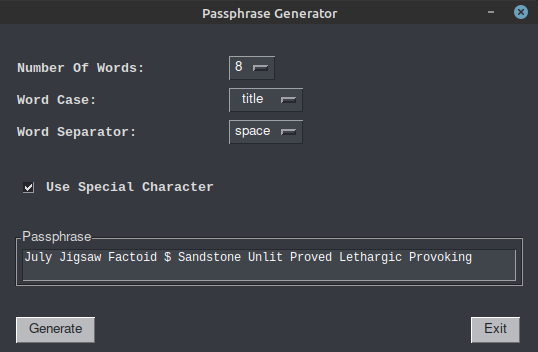 Passphrase Generator
Number Of Words: 8
Word Case: title
Word Separator: space
Use Special Character
Passphrase
July Jigsaw Factoid $ Sandstone Unlit Proved Lethargic Provoking
Generate Exit